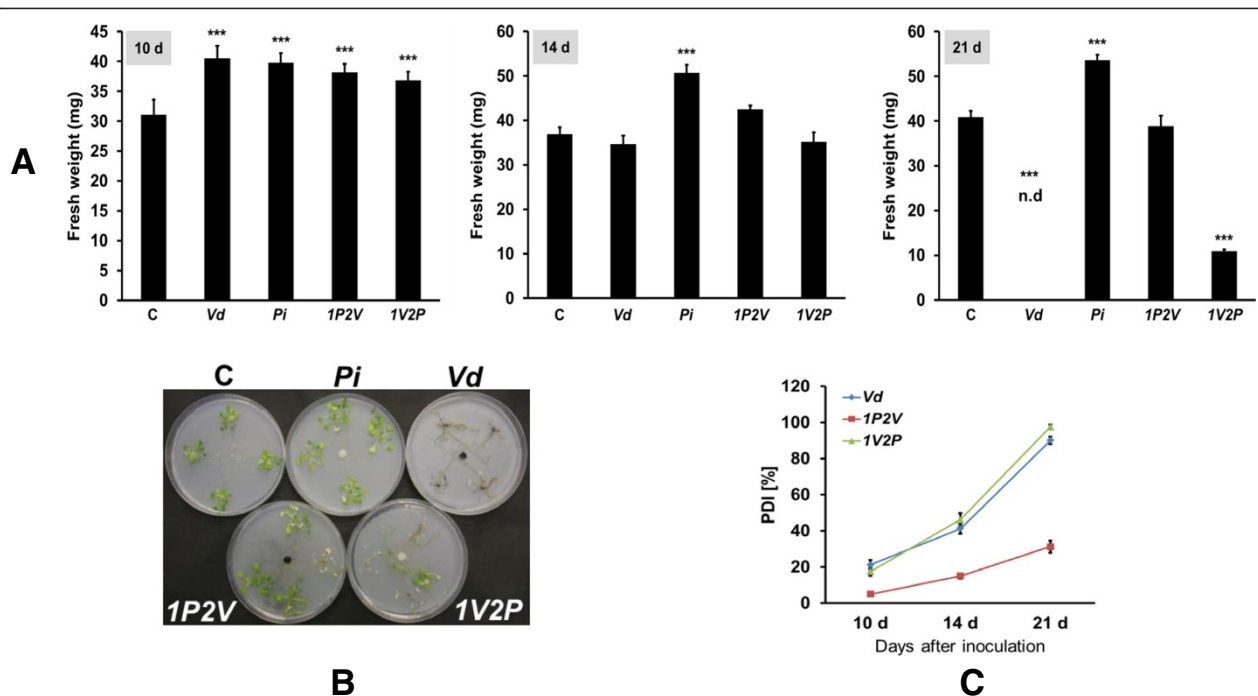 A
45
40
35
30
25
20
15
10
5
0
Fresh weight (mg)
10 d
***
***
***
***
C Vd Pi 1P2V 1V2P
60
50
40
30
20
10
0
Fresh weight (mg)
14 d
***
C Vd Pi 1P2V 1V2P
60
50
40
30
20
10
0
Fresh weight (mg)
21 d
***
n.d
***
***
C Vd Pi 1P2V 1V2P
C Pi Vd
1P2V 1V2P
B
120
100
80
60
40
20
0
PDI [%]
Vd
1P2V
1V2P
10 d 14 d 21 d
Days after inoculation
C